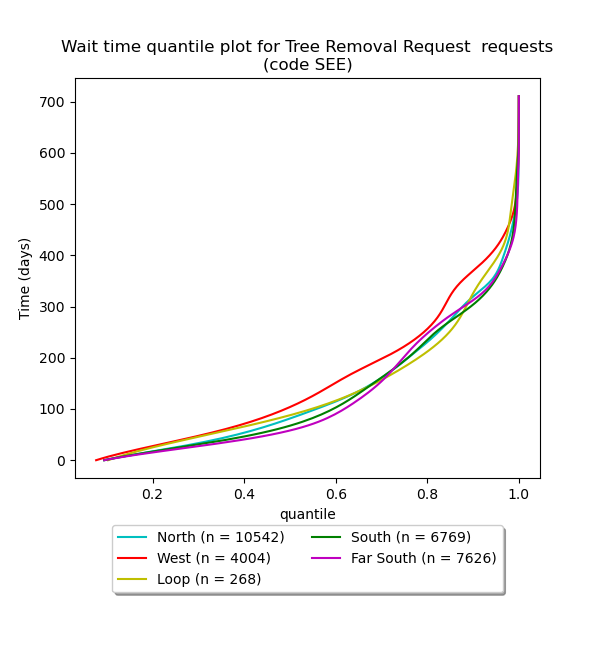 Wait time quantile plot for Tree Removal Request  requests
(code SEE)
Time (days)
700
600
500
400
300
200
100
0
0.2
0.4
0.6
0.8
1.0
quantile
North (n = 10542)
West (n = 4004)
Loop (n = 268)
South (n = 6769)
Far South (n = 7626)